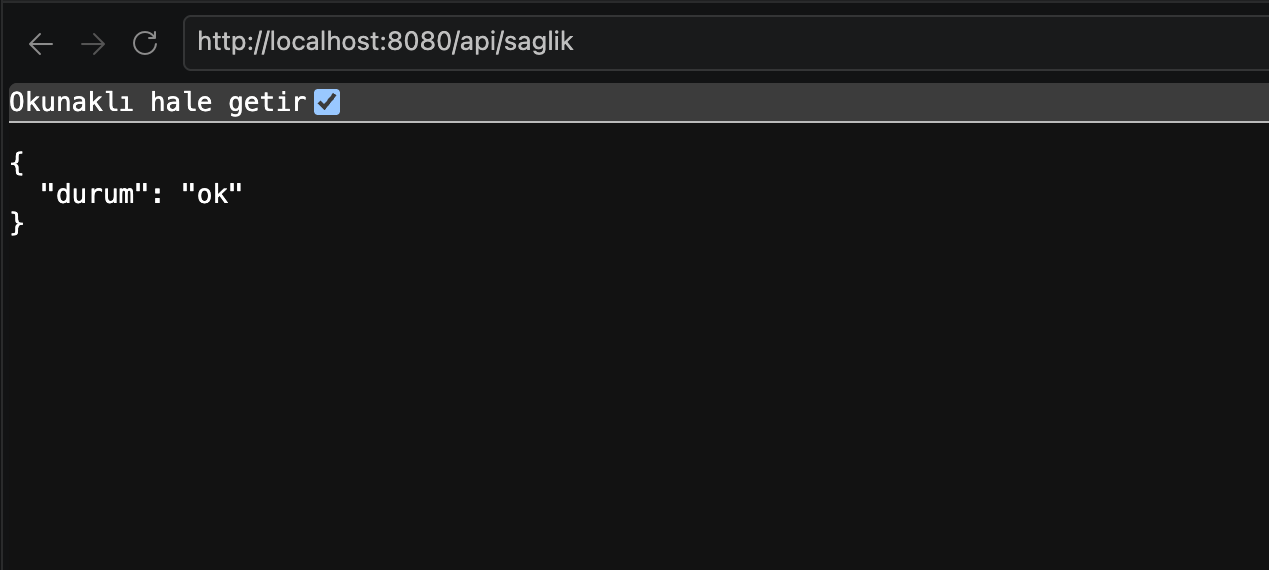 http://localhost:8080/api/saglik
Okunaklı hale getir
{
  "durum": "ok"
}